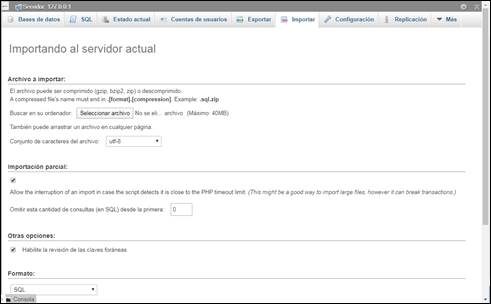 Servidor: 127.0.0.1
Bases de datos SQL Estado actual Cuentas de usuarios Exportar Importar Configuración Replicación Más
Importando al servidor actual
Archivo a importar:
El archivo puede ser comprimido (gzip, bzip2, zip) o descomprimido.
A compressed file's name must end in .[format].[compression]. Example: .sql.zip
Buscar en su ordenador: Seleccionar archivo No se eli... archivo (Máximo: 40MB)
También puede arrastrar un archivo en cualquier página.
Conjunto de caracteres del archivo: utf-8
Importación parcial:
Allow the interruption of an import in case the script detects it is close to the PHP timeout limit. (This might be a good way to import large files, however it can break transactions.)
Omitir esta cantidad de consultas (en SQL) desde la primera: 0
Otras opciones:
Habilite la revisión de las claves foráneas
Formato:
SQL
Consola